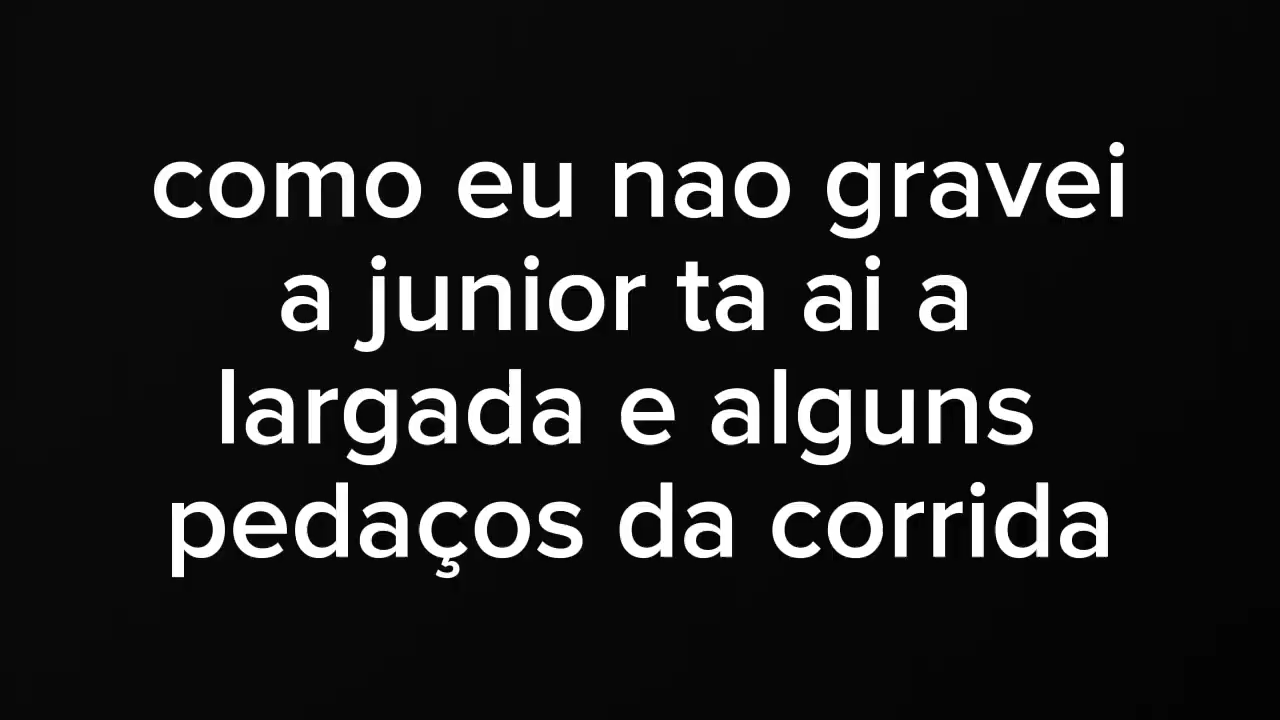 como eu nao gravei
a junior ta ai a
largada e alguns
pedaços da corrida